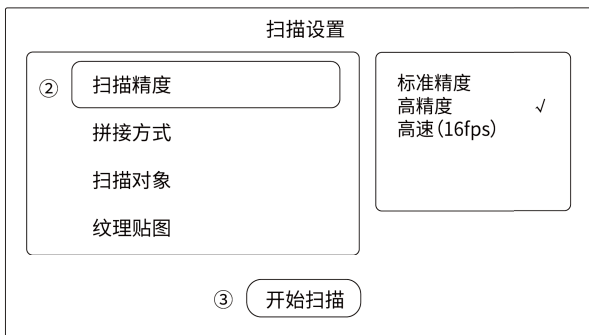 扫描设置
② 扫描精度
拼接方式
扫描对象
纹理贴图
标准精度
高精度 √
高速(16fps)
③ 开始扫描